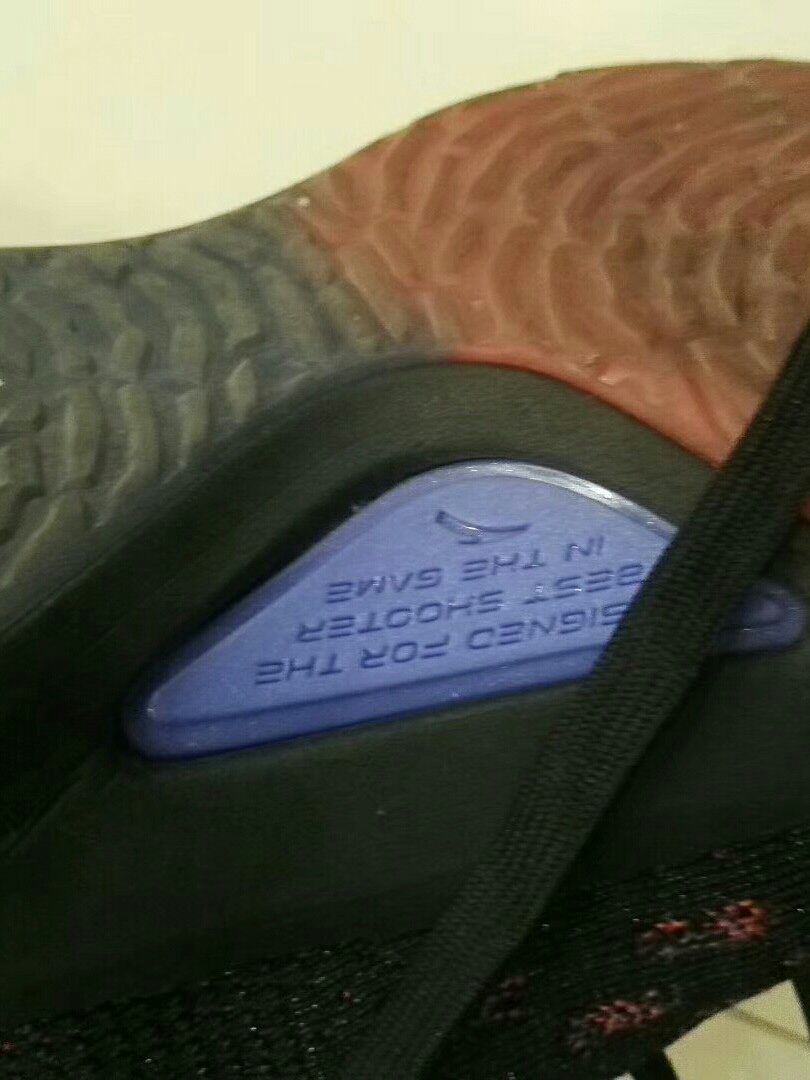 SIGNED FOR THE
BEST SHOOTER
IN THE GAME